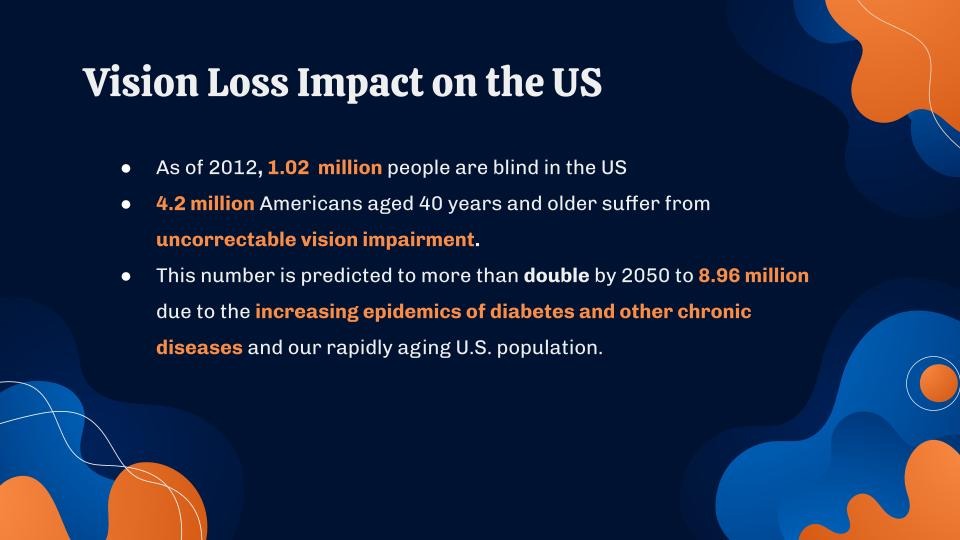 Vision Loss Impact on the US
● As of 2012, 1.02  million people are blind in the US
● 4.2 million Americans aged 40 years and older suffer from
uncorrectable vision impairment.
● This number is predicted to more than double by 2050 to 8.96 million
due to the increasing epidemics of diabetes and other chronic
diseases and our rapidly aging U.S. population.